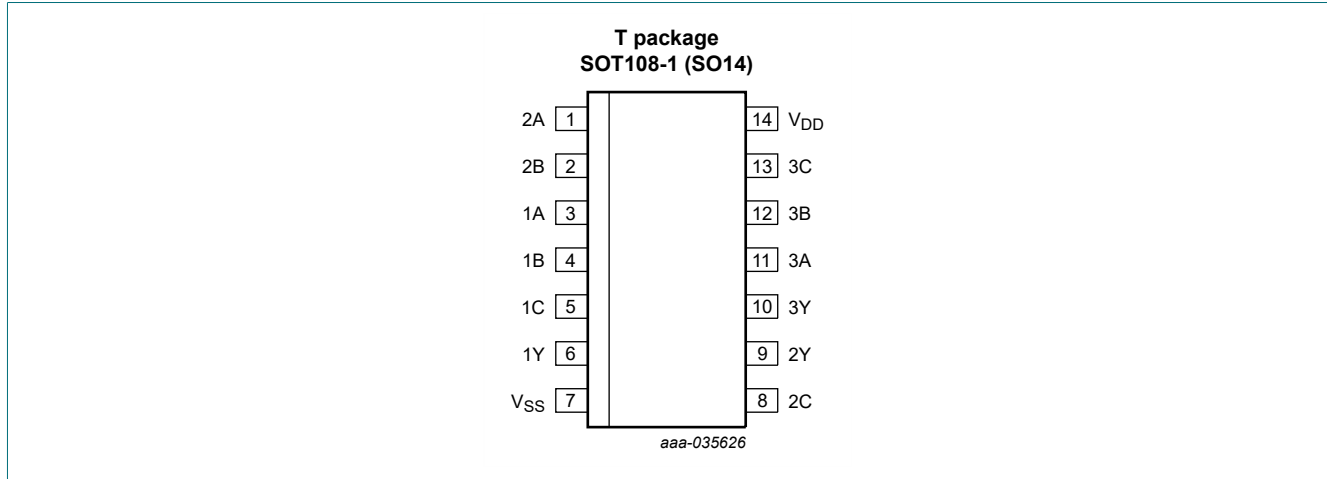 T package
SOT108-1 (SO14)
2A 1 14 VDD
2B 2 13 3C
1A 3 12 3B
1B 4 11 3A
1C 5 10 3Y
1Y 6 9 2Y
VSS 7 8 2C
aaa-035626